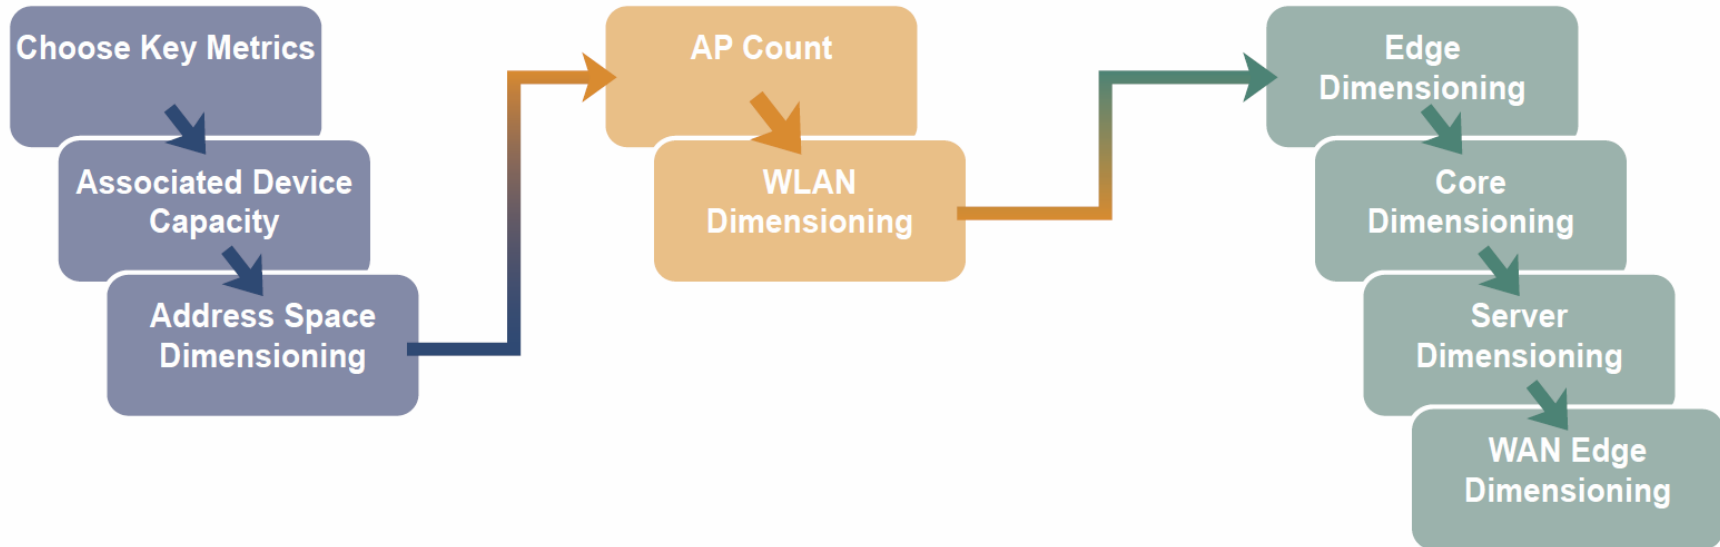 Choose Key Metrics
Associated Device
Capacity
Address Space
Dimensioning
AP Count
WLAN
Dimensioning
Edge
Dimensioning
Core
Dimensioning
Server
Dimensioning
WAN Edge
Dimensioning